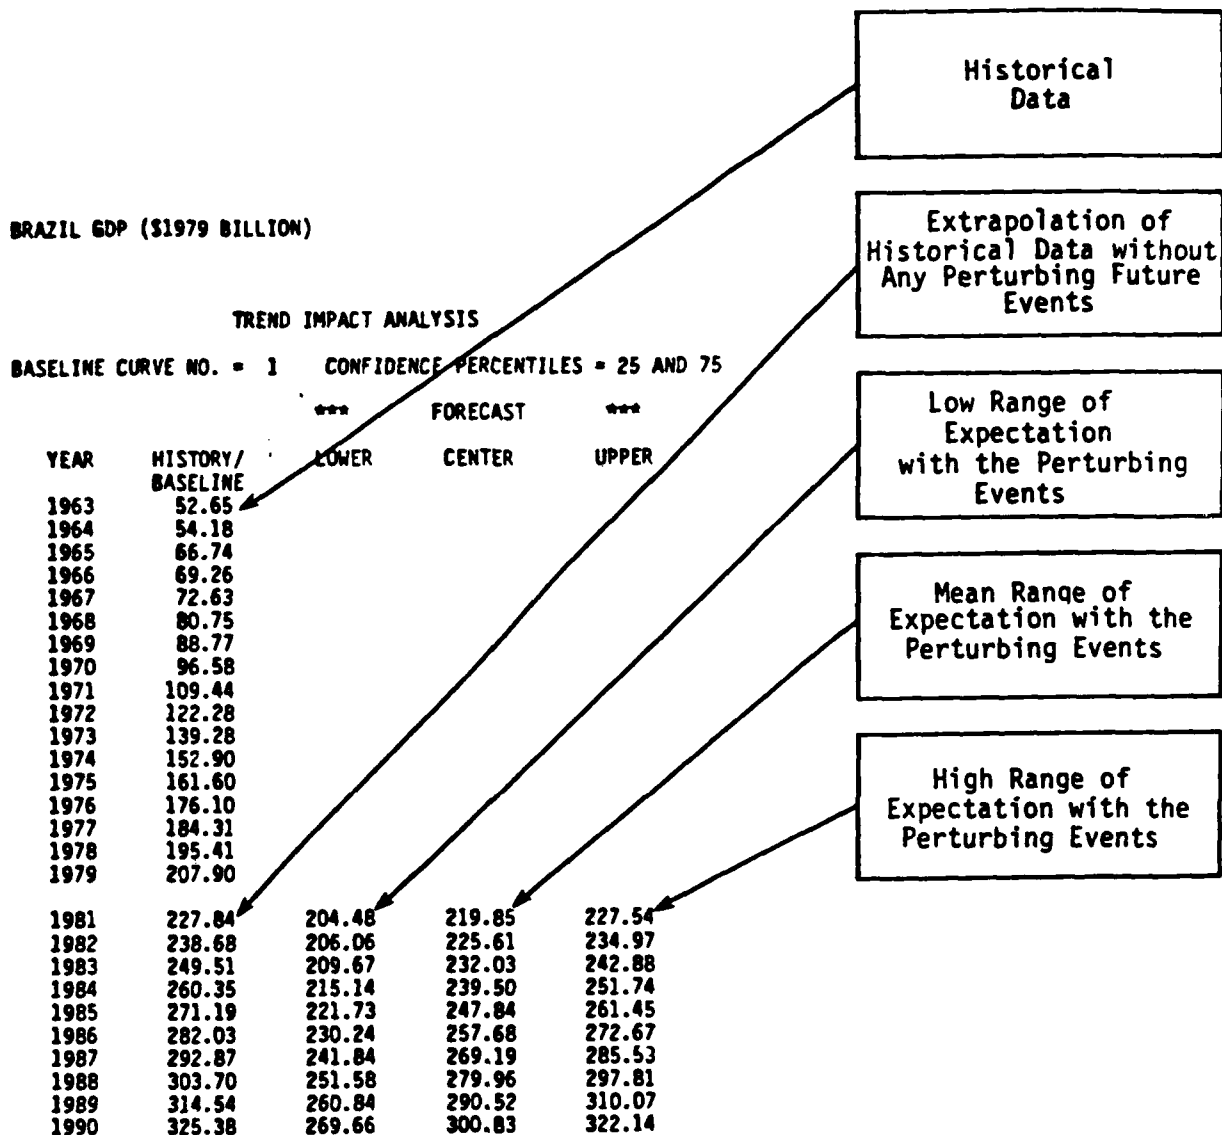 Historical
Data
BRAZIL GDP ($1979 BILLION)
Extrapolation of
Historical Data without
Any Perturbing Future
Events
TREND IMPACT ANALYSIS
BASELINE CURVE NO. = 1 CONFIDENCE PERCENTILES = 25 AND 75
*** FORECAST ***
Low Range of
Expectation
with the Perturbing
Events
YEAR HISTORY/ LOWER CENTER UPPER
BASELINE
1963 52.65
1964 54.18
1965 66.74
1966 69.26
1967 72.63
1968 80.75
1969 88.77
1970 96.58
1971 109.44
1972 122.28
1973 139.28
1974 152.90
1975 161.60
1976 176.10
1977 184.31
1978 195.41
1979 207.90
Mean Range of
Expectation with the
Perturbing Events
High Range of
Expectation with the
Perturbing Events
1981 227.84 204.48 219.85 227.54
1982 238.68 206.06 225.61 234.97
1983 249.51 209.67 232.03 242.88
1984 260.35 215.14 239.50 251.74
1985 271.19 221.73 247.84 261.45
1986 282.03 230.24 257.68 272.67
1987 292.87 241.84 269.19 285.53
1988 303.70 251.58 279.96 297.81
1989 314.54 260.84 290.52 310.07
1990 325.38 269.66 300.83 322.14